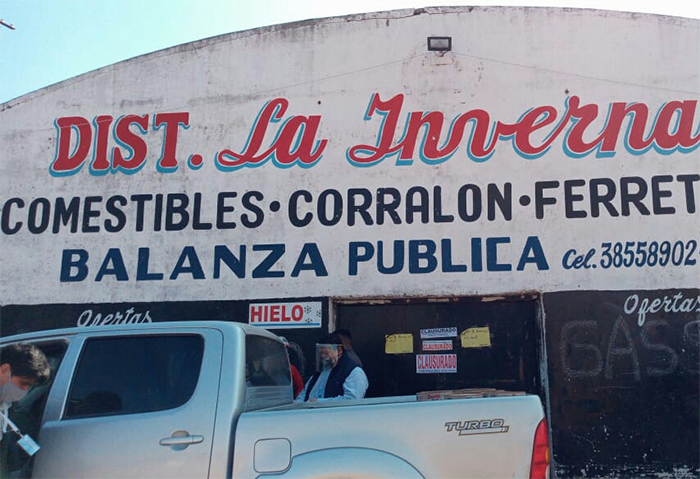 DIST. La Inverna
COMESTIBLES•CORRALON•FERRET
BALANZA PUBLICA Cel. 38558902
Ofertas
HIELO
Ofertas
GAS
CLAUSURADO
CLAUSURADO
CLAUSURADO
TURBO